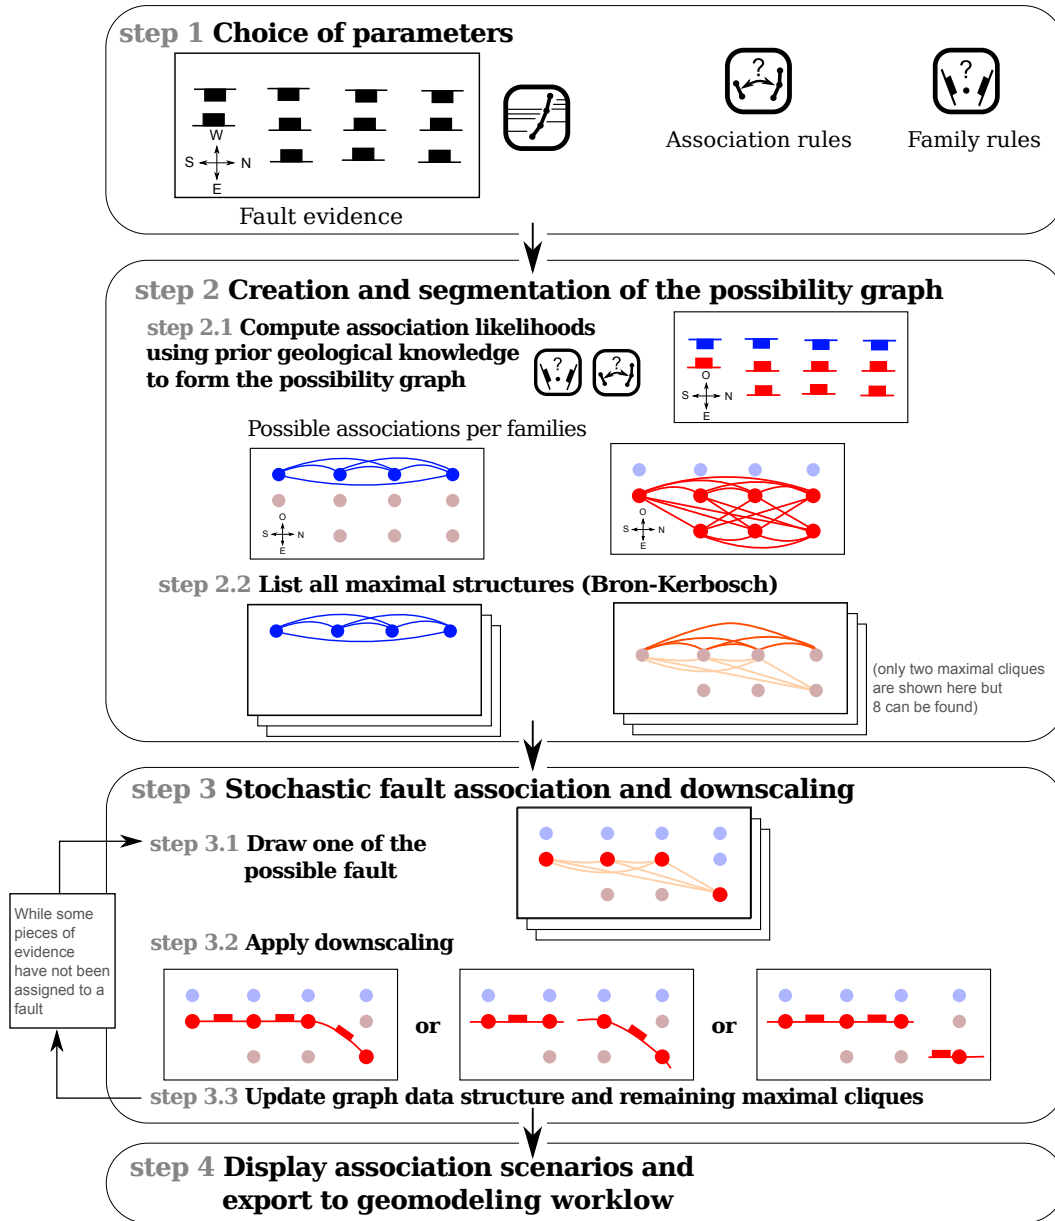 step 1 Choice of parameters
W
S N
E
Fault evidence
?
Association rules
?
Family rules
step 2 Creation and segmentation of the possibility graph
step 2.1 Compute association likelihoods
using prior geological knowledge
to form the possibility graph
?
?
O
S N
E
Possible associations per families
O
S N
E
O
S N
E
step 2.2 List all maximal structures (Bron-Kerbosch)
(only two maximal cliques
are shown here but
8 can be found)
step 3 Stochastic fault association and downscaling
step 3.1 Draw one of the
possible fault
While some
pieces of
evidence
have not been
assigned to a
fault
step 3.2 Apply downscaling
or
or
step 3.3 Update graph data structure and remaining maximal cliques
step 4 Display association scenarios and
export to geomodeling worklow